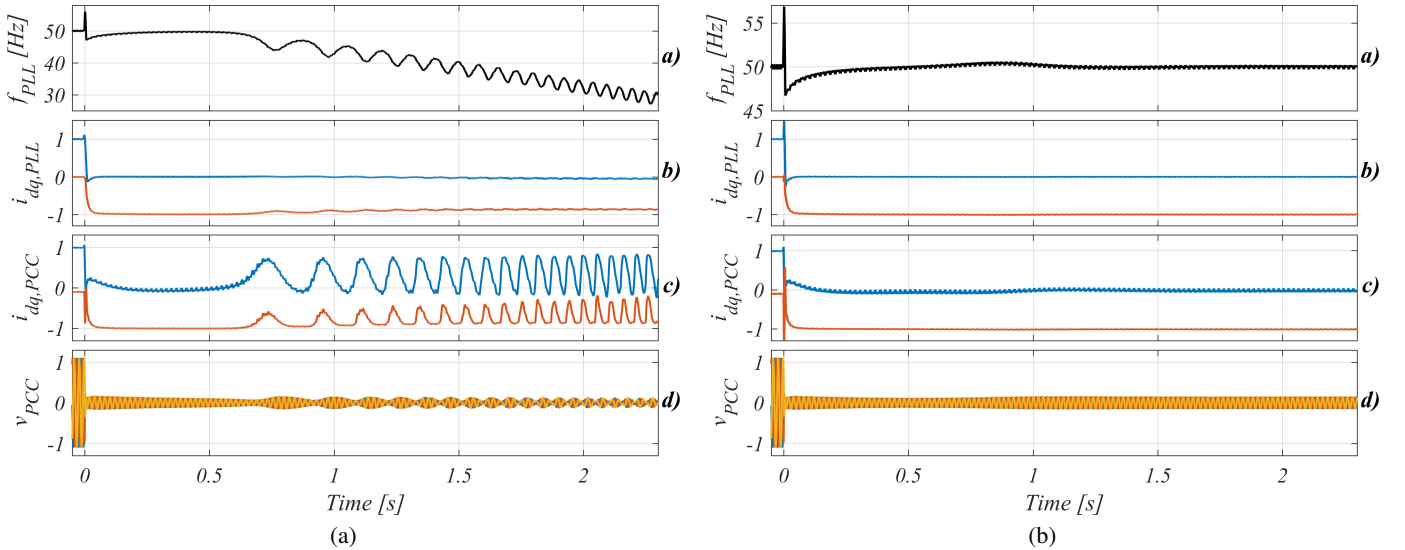 50
40
30
f_PLL [Hz]
a)
1
0
-1
i_dq,PLL
b)
1
0
-1
i_dq,PCC
c)
1
0
-1
v_PCC
d)
0 0.5 1 1.5 2
Time [s]
(a)
55
50
45
f_PLL [Hz]
a)
1
0
-1
i_dq,PLL
b)
1
0
-1
i_dq,PCC
c)
1
0
-1
v_PCC
d)
0 0.5 1 1.5 2
Time [s]
(b)